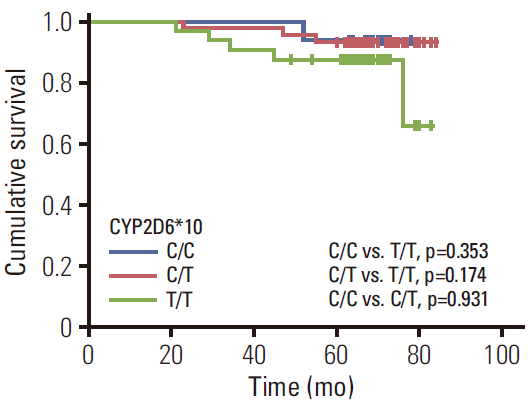 Cumulative survival
1.0
0.8
0.6
0.4
0.2
0
CYP2D6*10
C/C
C/T
T/T
C/C vs. T/T, p=0.353
C/T vs. T/T, p=0.174
C/C vs. C/T, p=0.931
0 20 40 60 80 100
Time (mo)